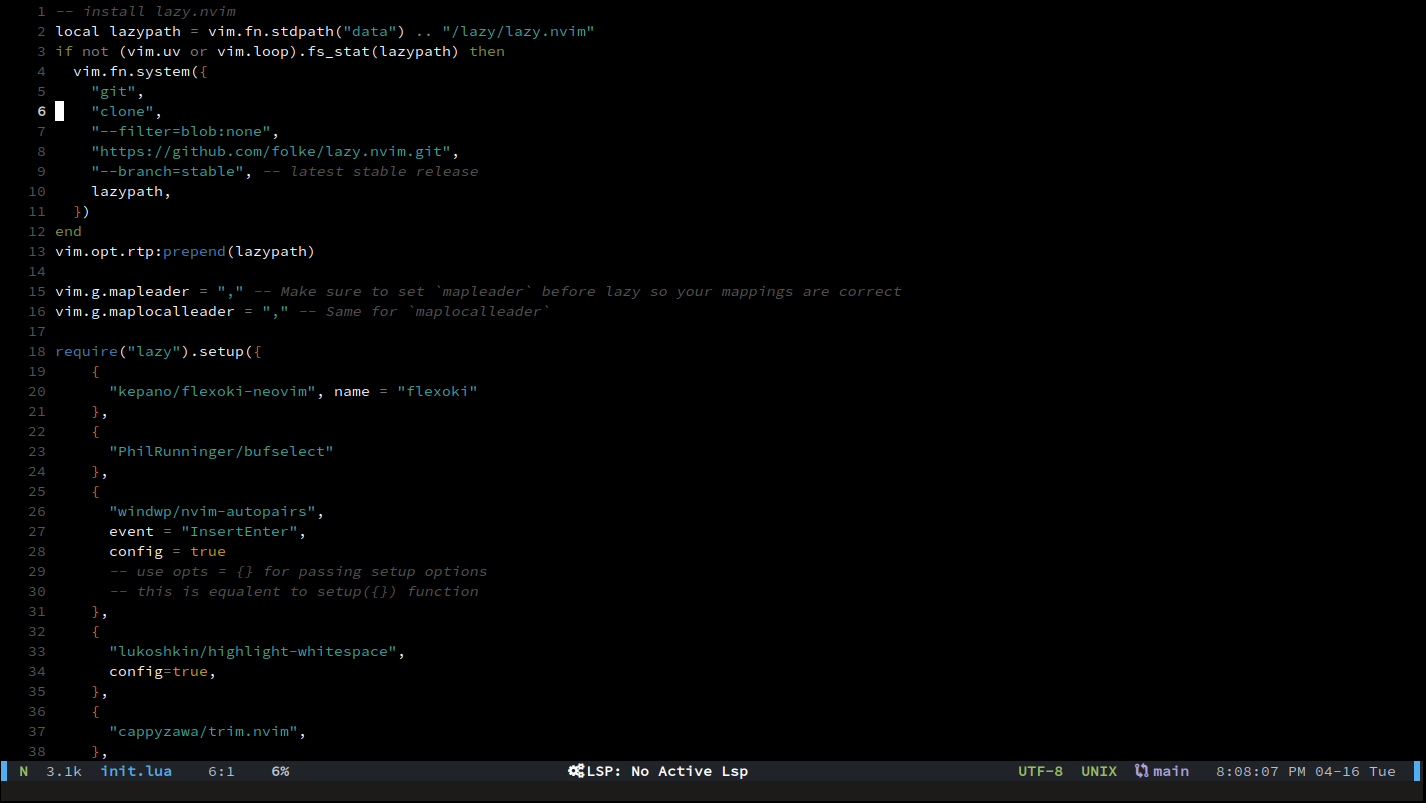 1 -- install lazy.nvim
2 local lazypath = vim.fn.stdpath("data") .. "/lazy/lazy.nvim"
3 if not (vim.uv or vim.loop).fs_stat(lazypath) then
4   vim.fn.system({
5     "git",
6     "clone",
7     "--filter=blob:none",
8     "https://github.com/folke/lazy.nvim.git",
9     "--branch=stable", -- latest stable release
10     lazypath,
11   })
12 end
13 vim.opt.rtp:prepend(lazypath)
14
15 vim.g.mapleader = "," -- Make sure to set `mapleader` before lazy so your mappings are correct
16 vim.g.maplocalleader = "," -- Same for `maplocalleader`
17
18 require("lazy").setup({
19     {
20       "kepano/flexoki-neovim", name = "flexoki"
21     },
22     {
23       "PhilRunninger/bufselect"
24     },
25     {
26       "windwp/nvim-autopairs",
27       event = "InsertEnter",
28       config = true
29       -- use opts = {} for passing setup options
30       -- this is equalent to setup({}) function
31     },
32     {
33       "lukoshkin/highlight-whitespace",
34       config=true,
35     },
36     {
37       "cappyzawa/trim.nvim",
38     },
N 3.1k init.lua 6:1 6% LSP: No Active Lsp UTF-8 UNIX main 8:08:07 PM 04-16 Tue